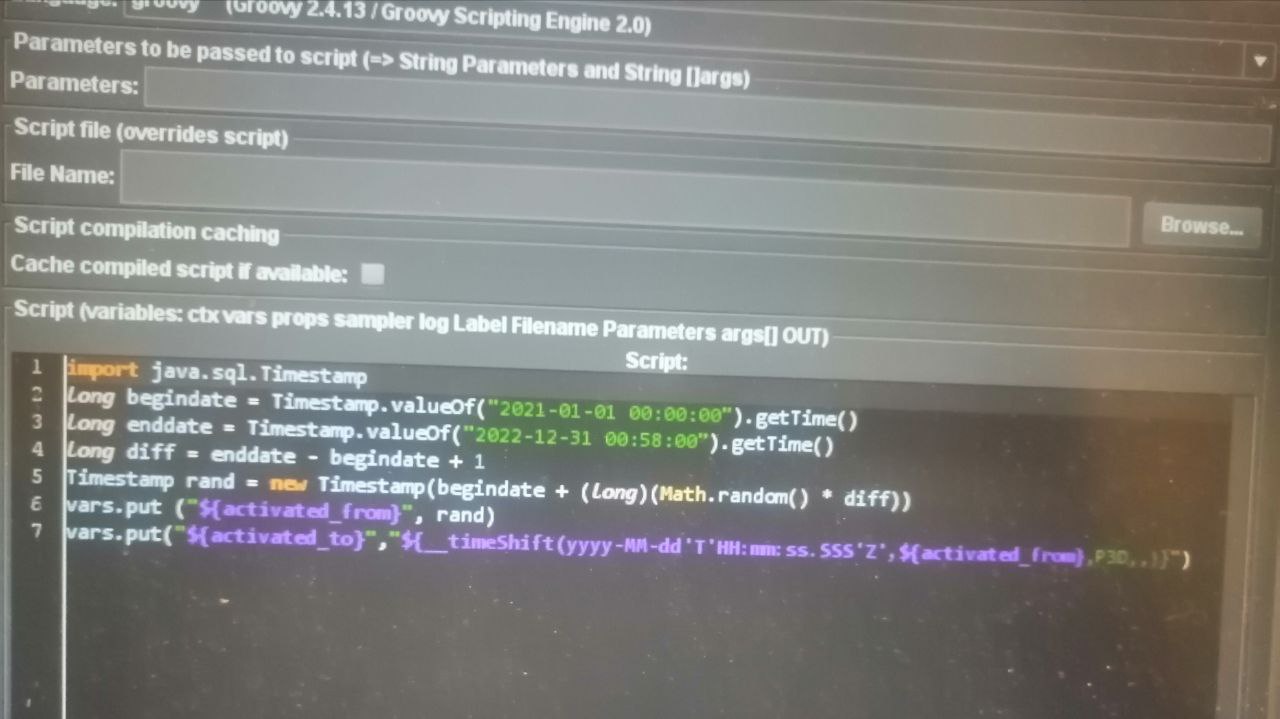 groovy (Groovy 2.4.13 / Groovy Scripting Engine 2.0)
Parameters to be passed to script (=> String Parameters and String []args)
Parameters:
Script file (overrides script)
File Name:
Browse...
Script compilation caching
Cache compiled script if available:
Script (variables: ctx vars props sampler log Label Filename Parameters args[] OUT)
Script:
1 import java.sql.Timestamp
2 Long begindate = Timestamp.valueOf("2021-01-01 00:00:00").getTime()
3 Long enddate = Timestamp.valueOf("2022-12-31 00:58:00").getTime()
4 Long diff = enddate - begindate + 1
5 Timestamp rand = new Timestamp(begindate + (Long)(Math.random() * diff))
6 vars.put ("${activated_from}", rand)
7 vars.put("${activated_to}","${__timeShift(yyyy-MM-dd'T'HH:mm:ss.SSS'Z',${activated_from},P3D,,)}")